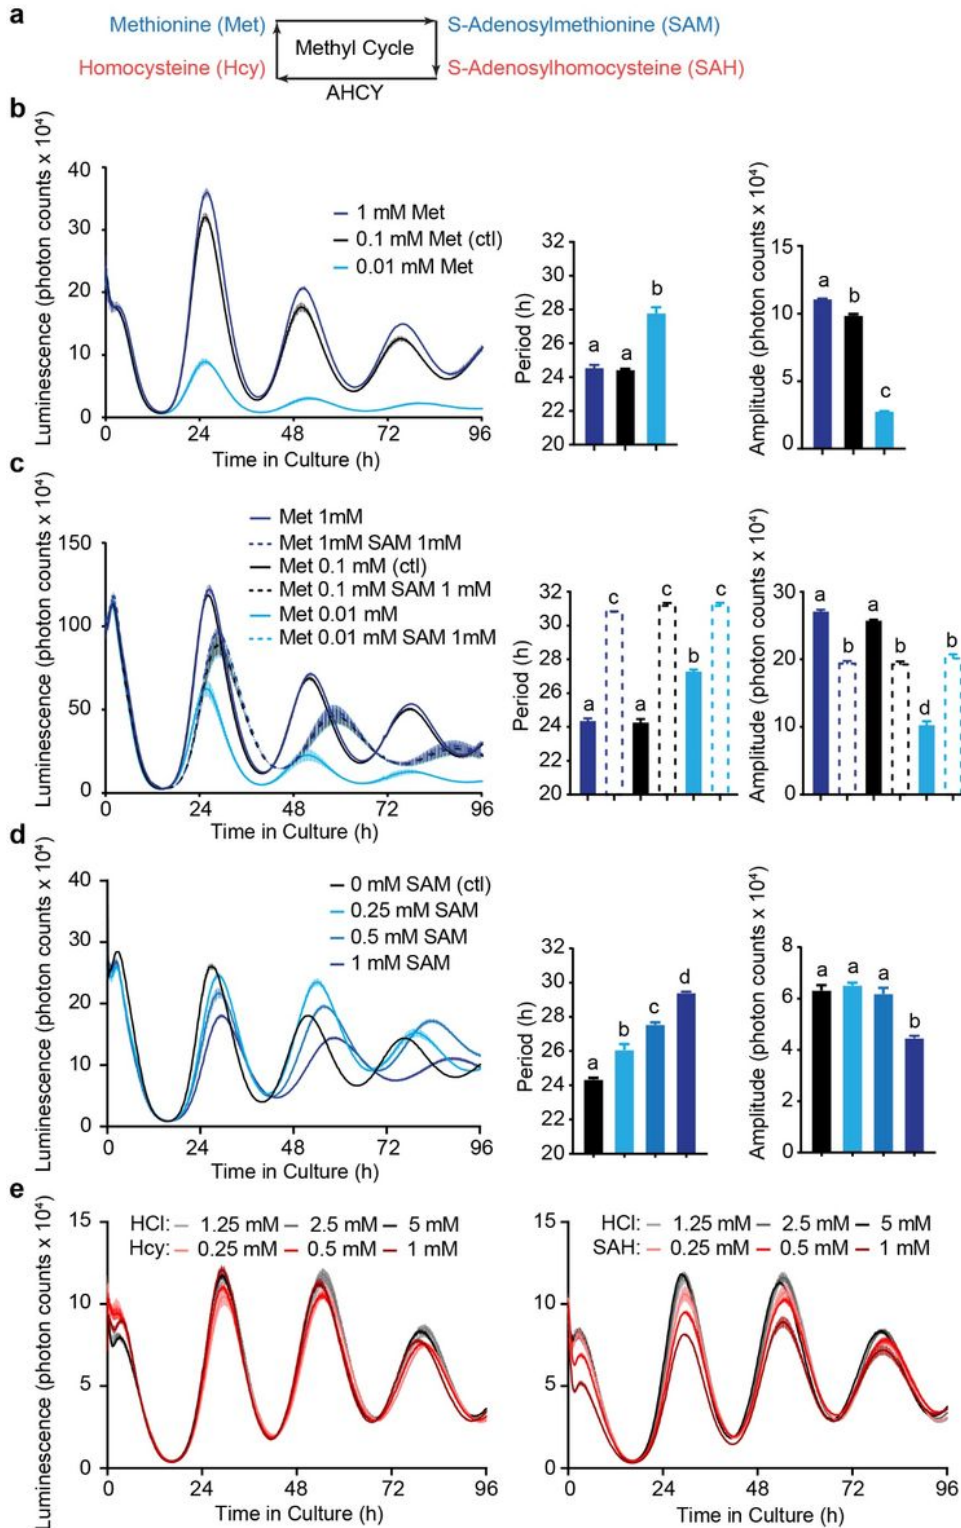 a
Methionine (Met)
S-Adenosylmethionine (SAM)
Methyl Cycle
Homocysteine (Hcy)
S-Adenosylhomocysteine (SAH)
AHCY
b
Luminescence (photon counts x 10⁴)
40
30
20
10
0
0 24 48 72 96
Time in Culture (h)
1 mM Met
0.1 mM Met (ctl)
0.01 mM Met
Period (h)
32
30
28
26
24
22
20
a a b
Amplitude (photon counts x 10⁴)
15
10
5
0
a b c
c
Luminescence (photon counts x 10⁴)
150
100
50
0
0 24 48 72 96
Time in Culture (h)
Met 1mM
Met 1mM SAM 1mM
Met 0.1 mM (ctl)
Met 0.1 mM SAM 1 mM
Met 0.01 mM
Met 0.01 mM SAM 1mM
Period (h)
32
30
28
26
24
22
20
a c a c b c
Amplitude (photon counts x 10⁴)
30
20
10
0
a b a b d b
d
Luminescence (photon counts x 10⁴)
40
30
20
10
0
0 24 48 72 96
Time in Culture (h)
0 mM SAM (ctl)
0.25 mM SAM
0.5 mM SAM
1 mM SAM
Period (h)
32
30
28
26
24
22
20
a b c d
Amplitude (photon counts x 10⁴)
8
6
4
2
0
a a a b
e
Luminescence (photon counts x 10⁴)
15
10
5
0
0 24 48 72 96
Time in Culture (h)
HCl: 1.25 mM 2.5 mM 5 mM
Hcy: 0.25 mM 0.5 mM 1 mM
15
10
5
0
0 24 48 72 96
Time in Culture (h)
HCl: 1.25 mM 2.5 mM 5 mM
SAH: 0.25 mM 0.5 mM 1 mM